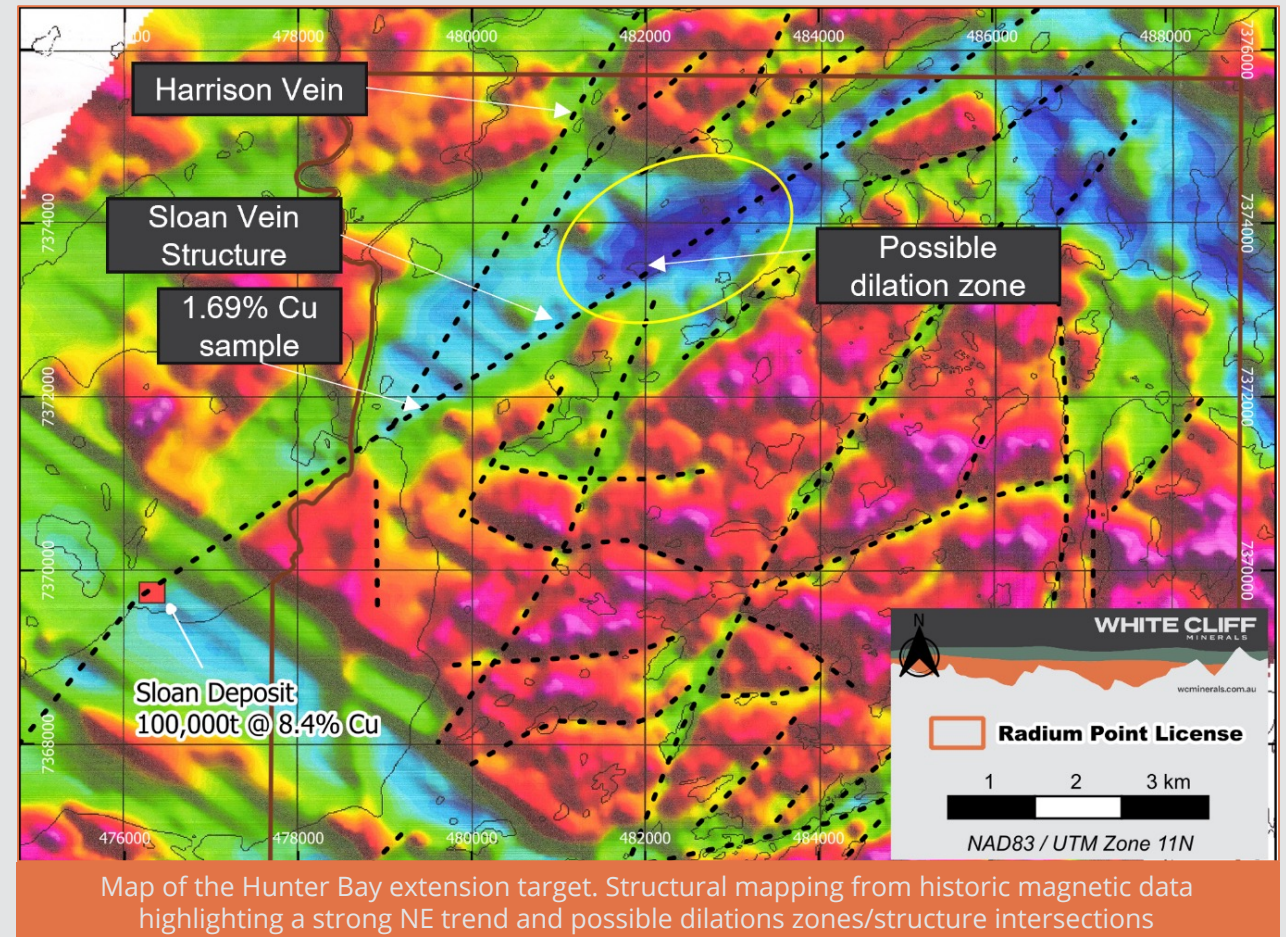 478000
480000
482000
484000
486000
488000
7376000
Harrison Vein
Sloan Vein
Structure
7374000
7374000
Possible
dilation zone
1.69% Cu
sample
7372000
7372000
7370000
7370000
Sloan Deposit
100,000t @ 8.4% Cu
7368000
476000
478000
480000
482000
484000
N
WHITE CLIFF
MINERALS
wcminerals.com.au
Radium Point License
1 2 3 km
NAD83 / UTM Zone 11N
Map of the Hunter Bay extension target. Structural mapping from historic magnetic data
highlighting a strong NE trend and possible dilations zones/structure intersections